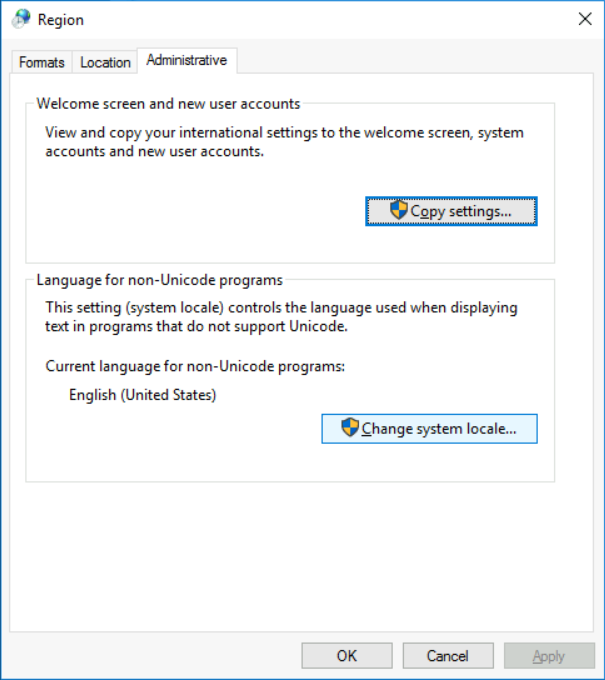 Region
Formats
Location
Administrative
Welcome screen and new user accounts
View and copy your international settings to the welcome screen, system
accounts and new user accounts.
Copy settings...
Language for non-Unicode programs
This setting (system locale) controls the language used when displaying
text in programs that do not support Unicode.
Current language for non-Unicode programs:
English (United States)
Change system locale...
OK
Cancel
Apply